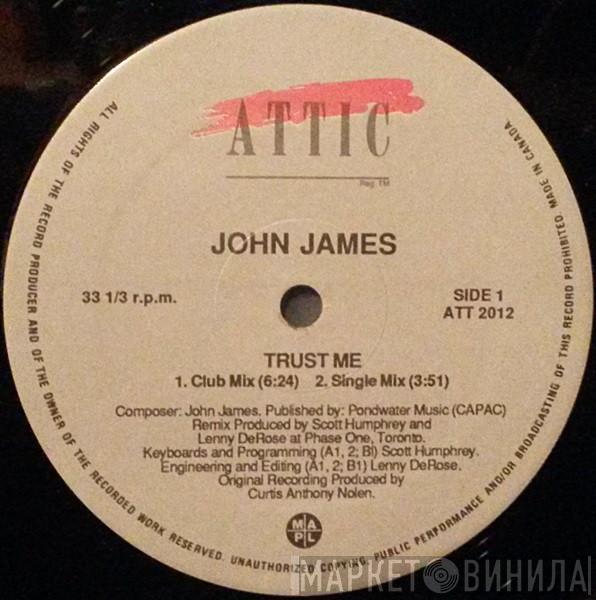 ATTIC
Reg TM
JOHN JAMES
33 1/3 r.p.m.
SIDE 1
ATT 2012
TRUST ME
1. Club Mix (6:24) 2. Single Mix (3:51)
Composer: John James. Published by: Pondwater Music (CAPAC)
Remix Produced by Scott Humphrey and
Lenny DeRose at Phase One, Toronto.
Keyboards and Programming (A1, 2; BI) Scott Humphrey.
Engineering and Editing (A1, 2; B1) Lenny DeRose.
Original Recording Produced by
Curtis Anthony Nolen.
M A P L
ALL RIGHTS OF THE RECORD PRODUCER AND OF THE OWNER OF THE RECORDED WORK RESERVED. UNAUTHORIZED COPYING, PUBLIC PERFORMANCE AND/OR BROADCASTING OF THIS RECORD PROHIBITED. MADE IN CANADA.
МАРКЕТ ВИНИЛА